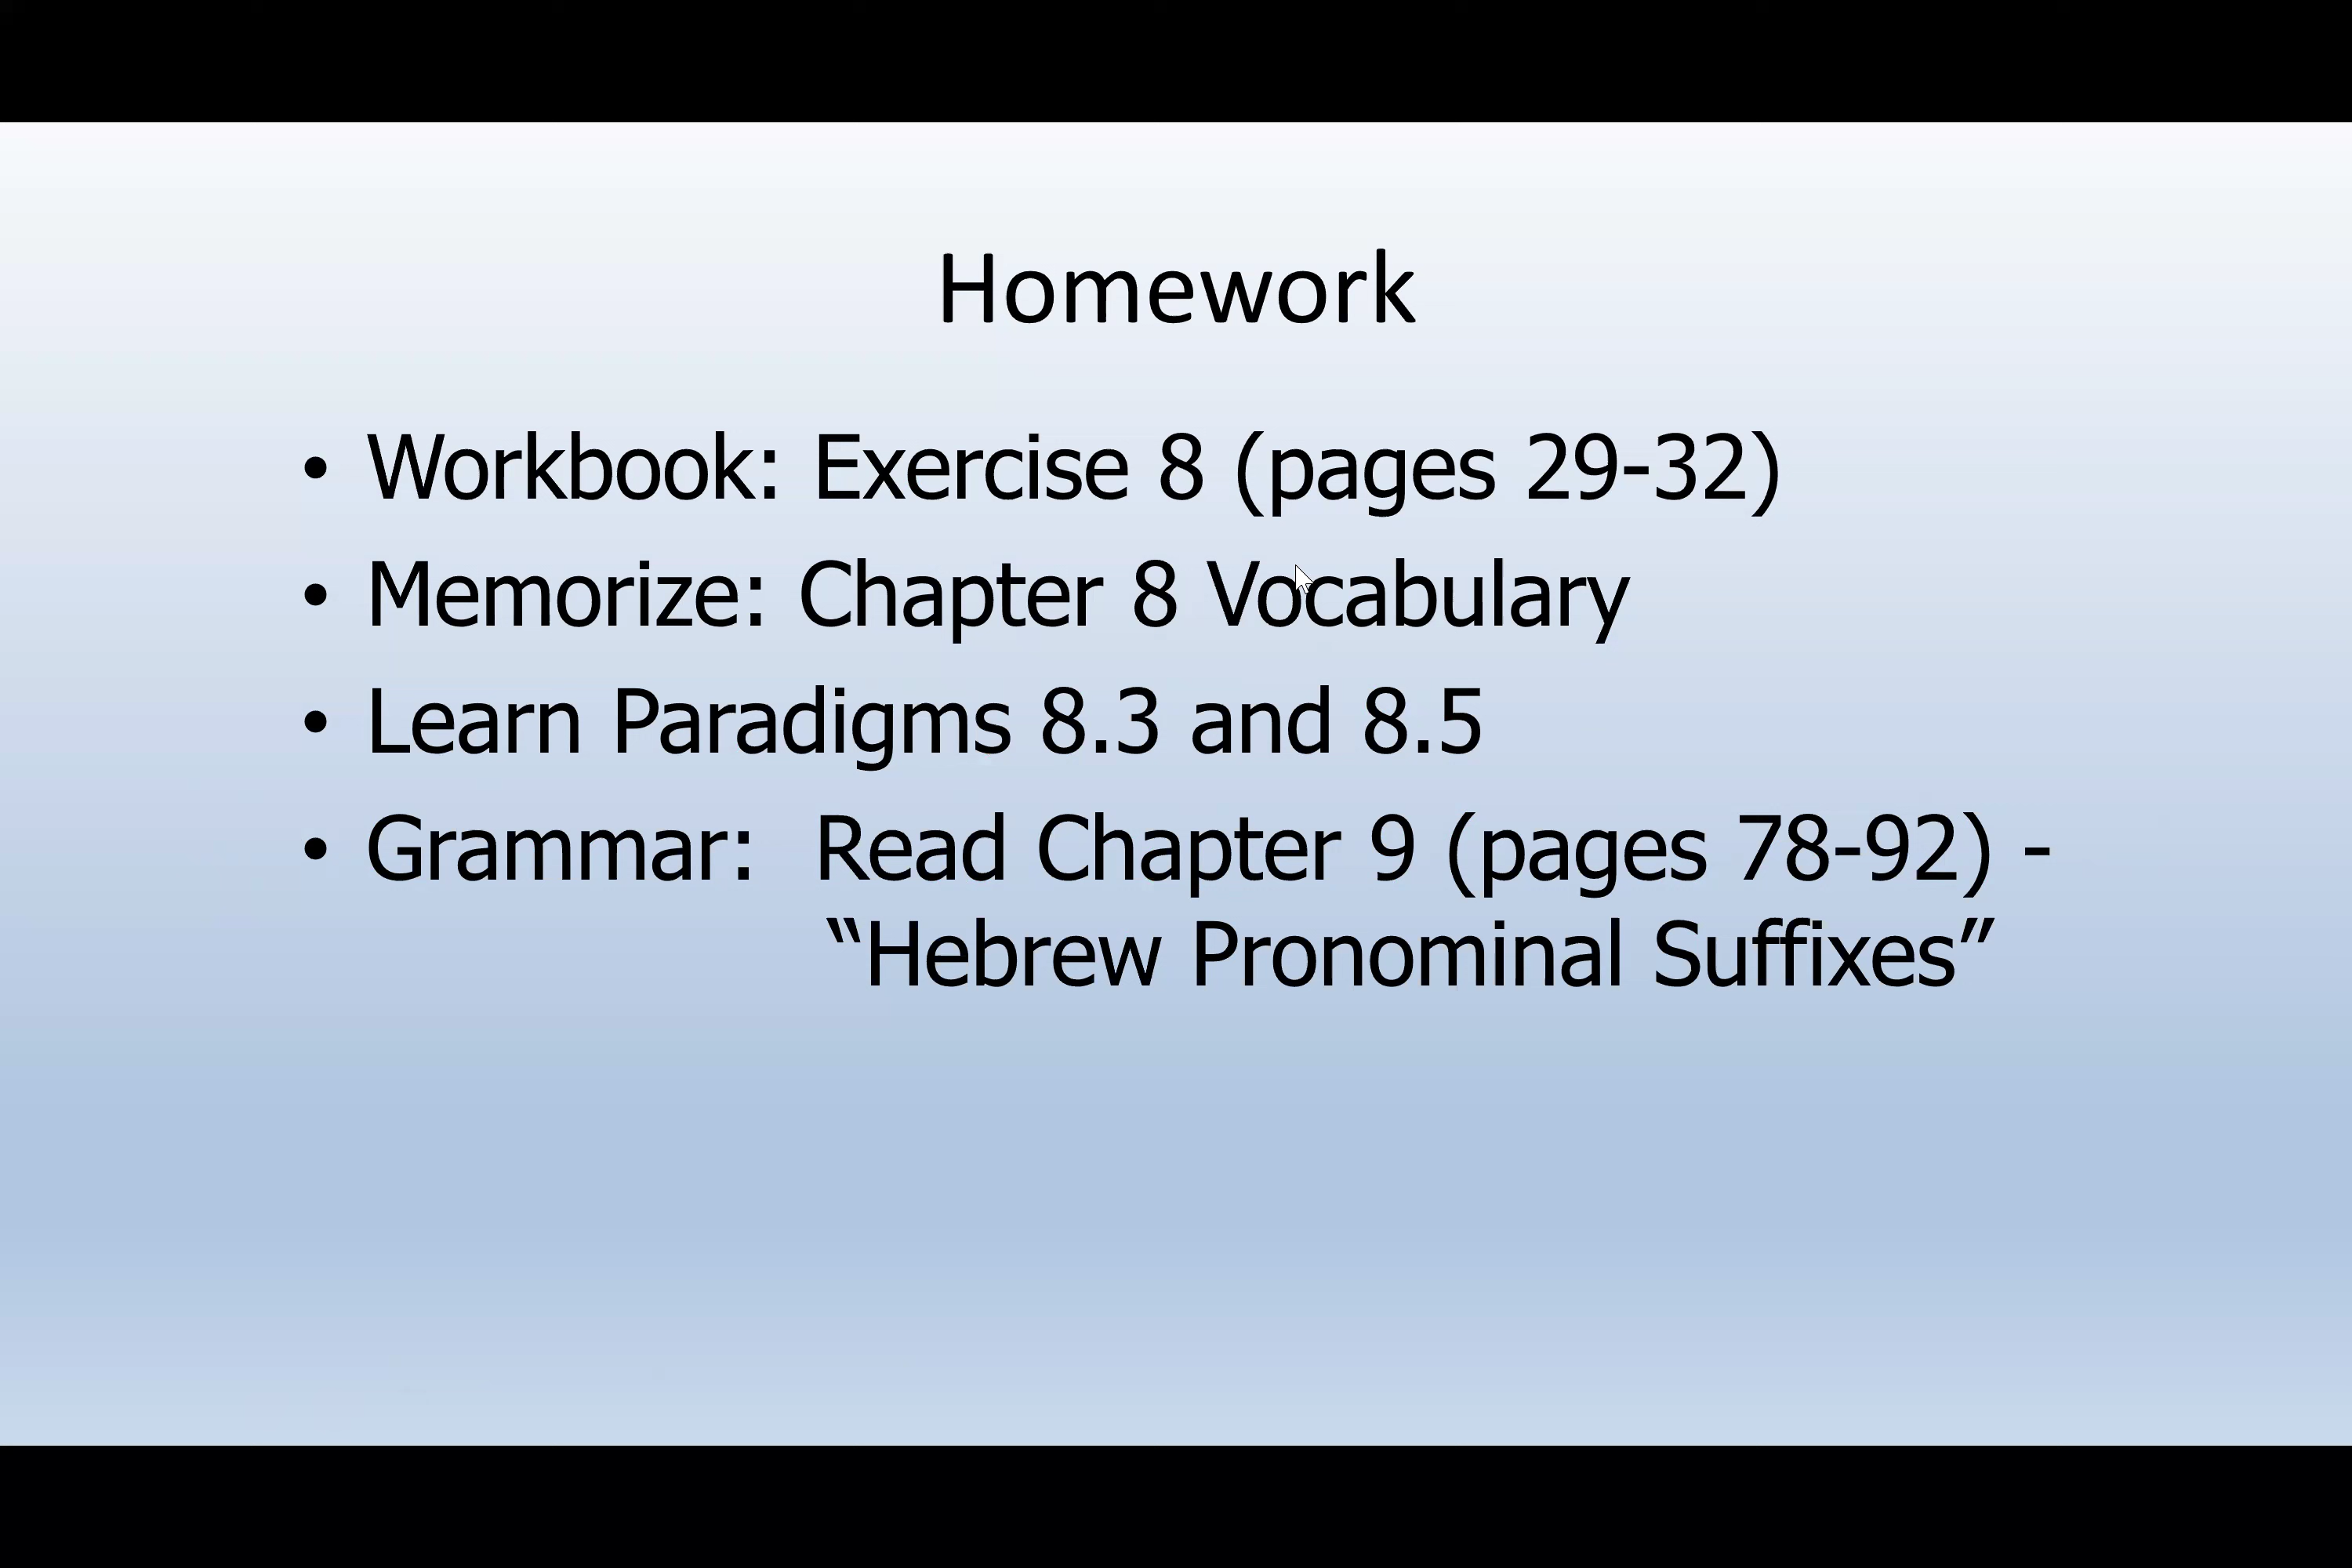 Homework
• Workbook: Exercise 8 (pages 29-32)
• Memorize: Chapter 8 Vocabulary
• Learn Paradigms 8.3 and 8.5
• Grammar:  Read Chapter 9 (pages 78-92) -
“Hebrew Pronominal Suffixes”